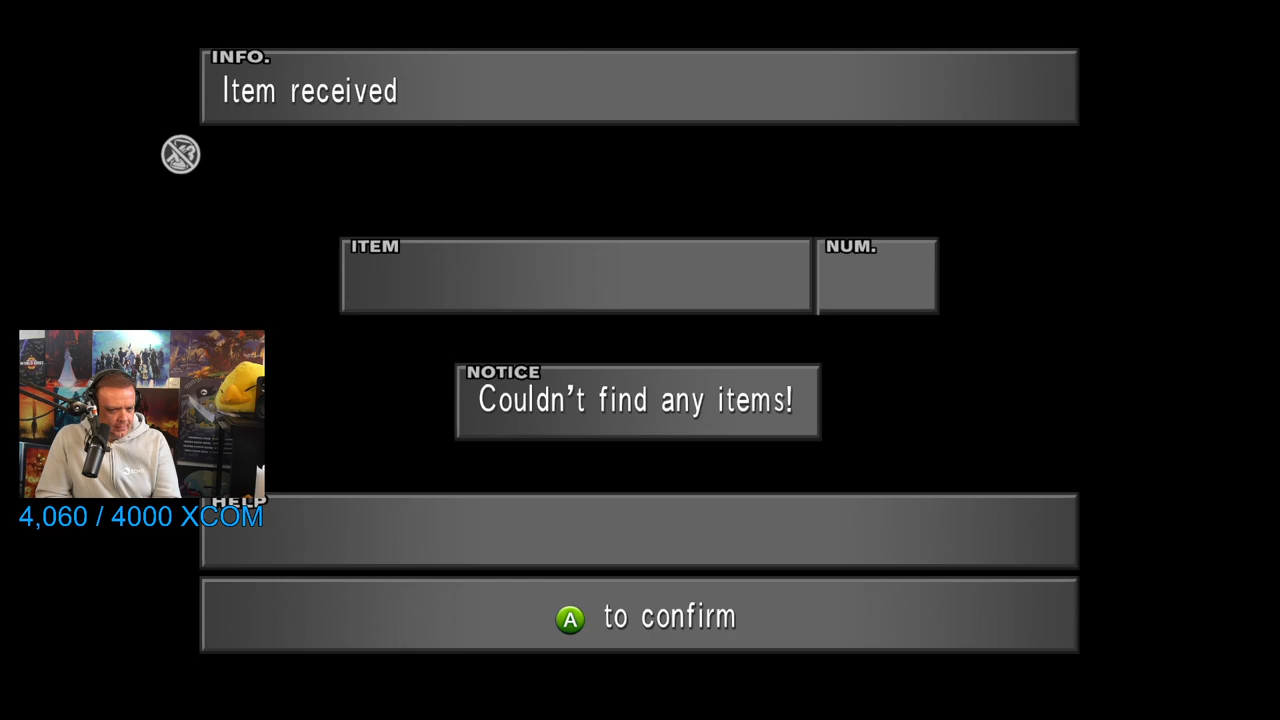 INFO.
Item received
ITEM
NUM.
NOTICE
Couldn't find any items!
HELP
4,060 / 4000 XCOM
A to confirm